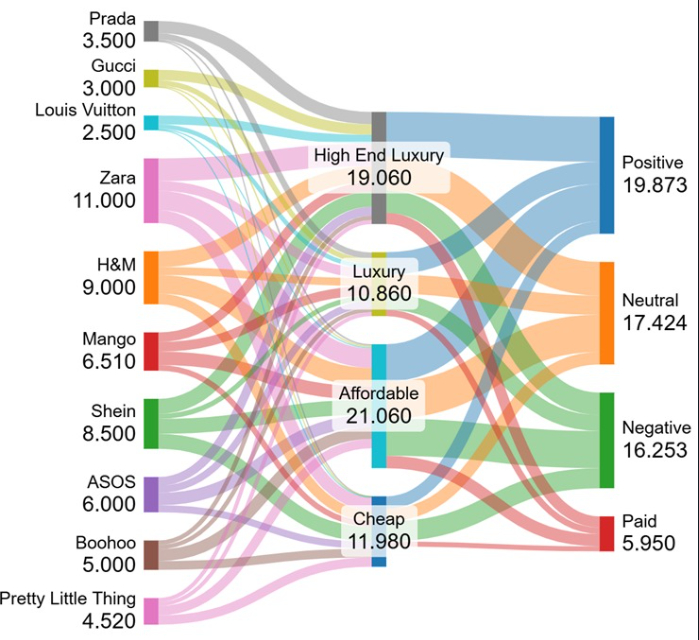 Prada
3.500
Gucci
3.000
Louis Vuitton
2.500
Zara
11.000
H&M
9.000
Mango
6.510
Shein
8.500
ASOS
6.000
Boohoo
5.000
Pretty Little Thing
4.520
High End Luxury
19.060
Luxury
10.860
Affordable
21.060
Cheap
11.980
Positive
19.873
Neutral
17.424
Negative
16.253
Paid
5.950